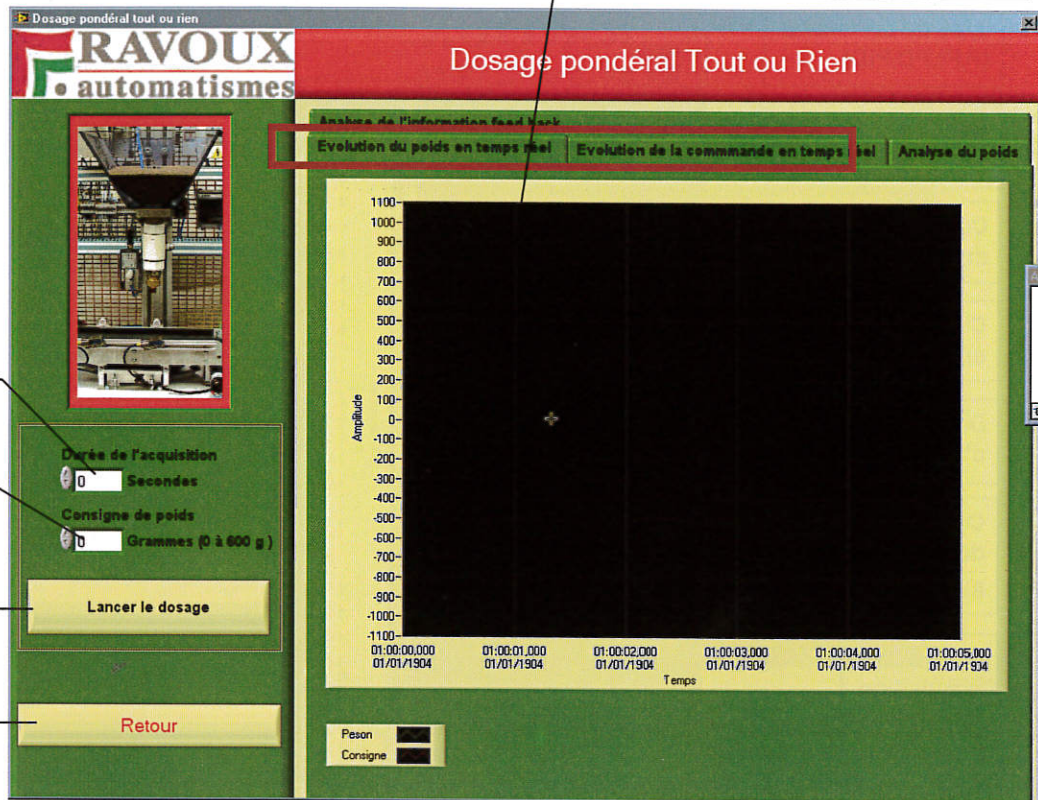 Dosage pondéral tout ou rien
RAVOUX
automatismes
Dosage pondéral Tout ou Rien
Analyse de l'information feed back
Evolution du poids en temps réel
Evolution de la commmande en temps réel
Analyse du poids
Durée de l'acquisition
0 Secondes
Consigne de poids
0 Grammes (0 à 600 g )
Lancer le dosage
Retour
Amplitude
1100
1000
900
800
700
600
500
400
300
200
100
0
-100
-200
-300
-400
-500
-600
-700
-800
-900
-1000
-1100
01:00:00,000 01:00:01,000 01:00:02,000 01:00:03,000 01:00:04,000 01:00:05,000
01/01/1904 01/01/1904 01/01/1904 01/01/1904 01/01/1904 01/01/1904
Temps
Peson
Consigne